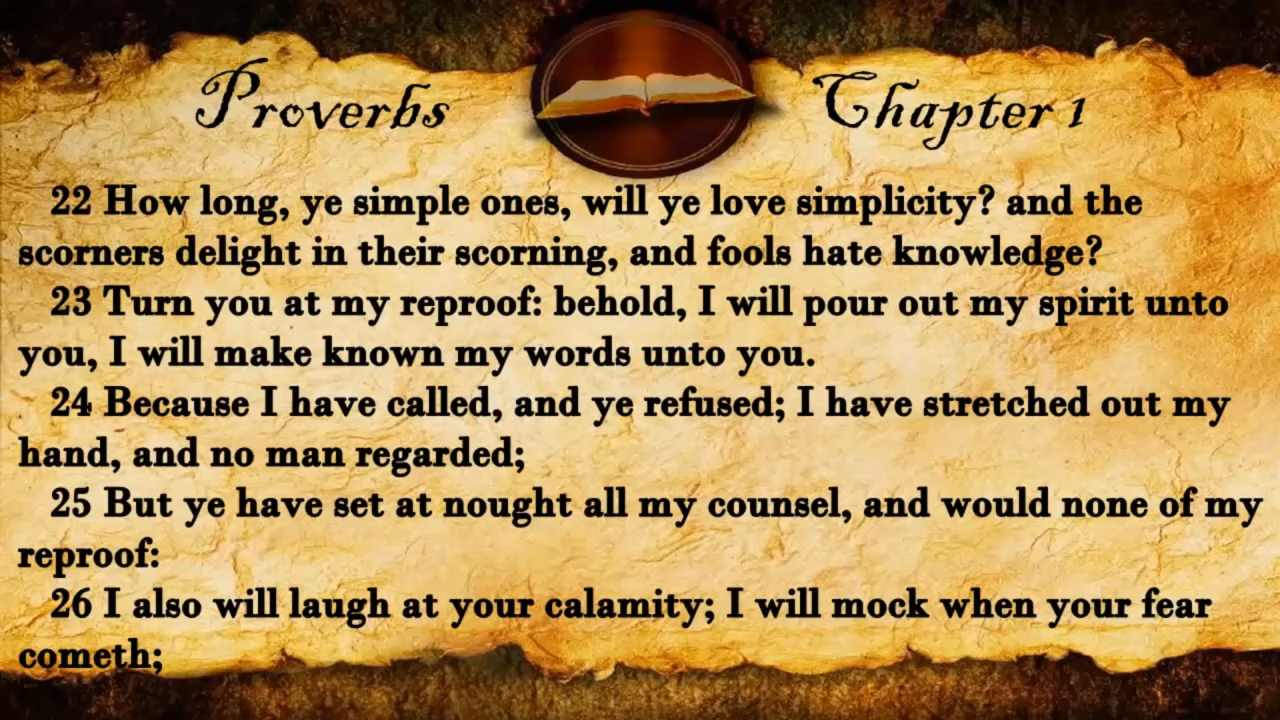 Proverbs Chapter 1
22 How long, ye simple ones, will ye love simplicity? and the
scorners delight in their scorning, and fools hate knowledge?
23 Turn you at my reproof: behold, I will pour out my spirit unto
you, I will make known my words unto you.
24 Because I have called, and ye refused; I have stretched out my
hand, and no man regarded;
25 But ye have set at nought all my counsel, and would none of my
reproof:
26 I also will laugh at your calamity; I will mock when your fear
cometh;